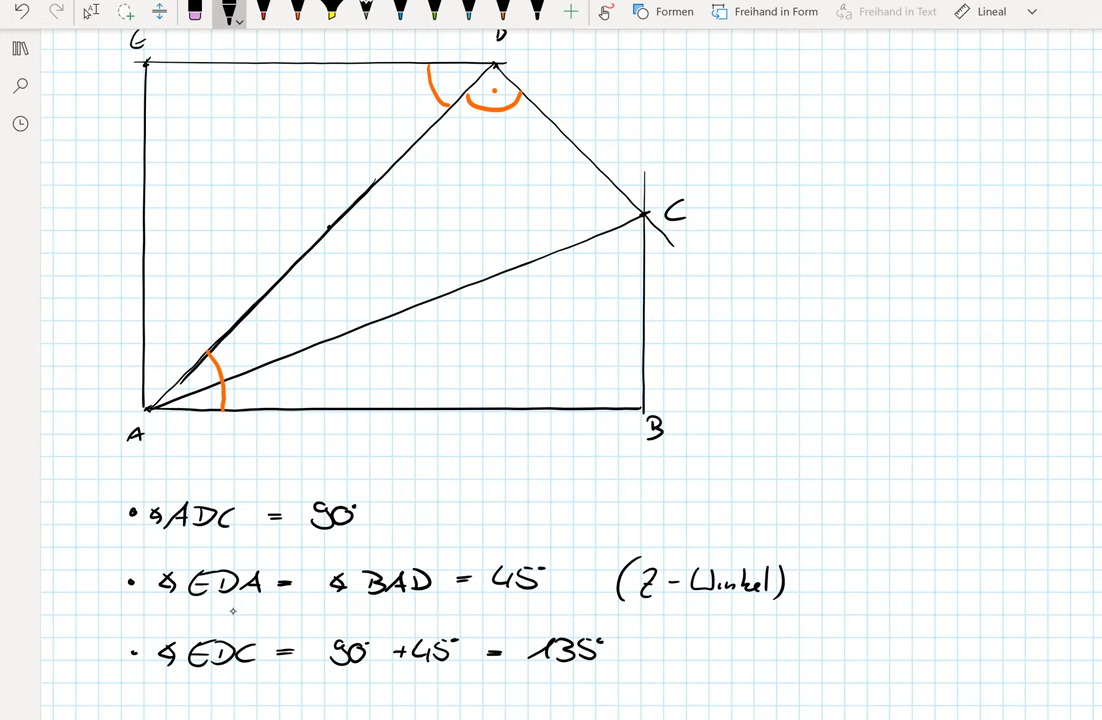 Formen Freihand in Form Freihand in Text Lineal
E D
C
A B
• ∢ADC = 90°
• ∢EDA = ∢BAD = 45° (Z-Winkel)
• ∢EDC = 90° + 45° = 135°